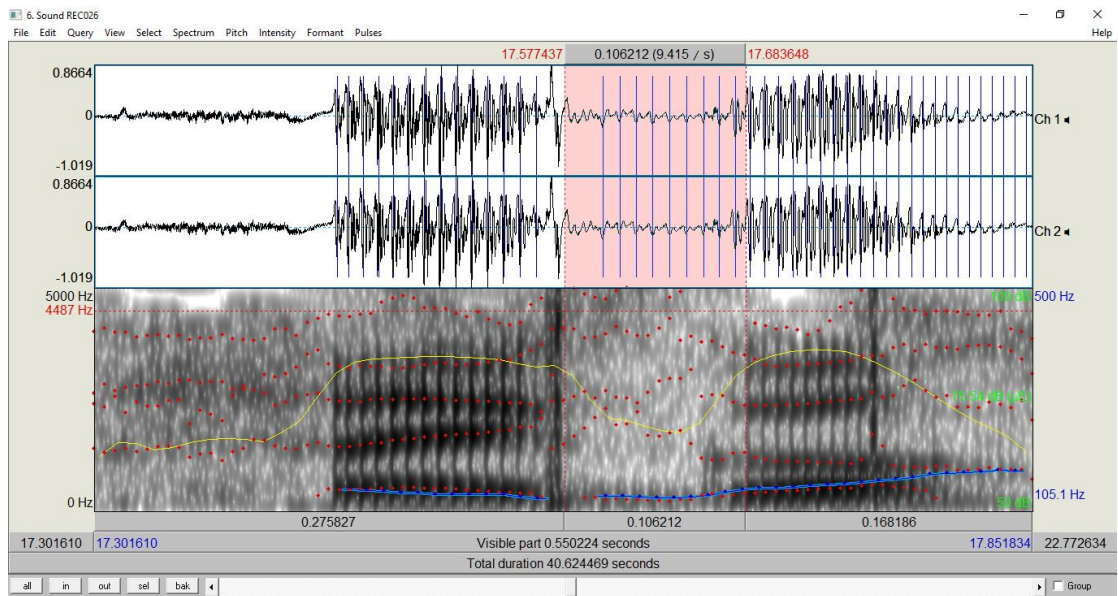 6. Sound REC026
File Edit Query View Select Spectrum Pitch Intensity Formant Pulses Help
17.577437 0.106212 (9.415 / s) 17.683648
0.8664
0
-1.019
Ch 1
0.8664
0
-1.019
Ch 2
5000 Hz 500 Hz
4487 Hz
0 Hz 105.1 Hz
0.275827 0.106212 0.168186
17.301610 17.301610 Visible part 0.550224 seconds 17.851834 22.772634
Total duration 40.624469 seconds
all in out sel bak Group